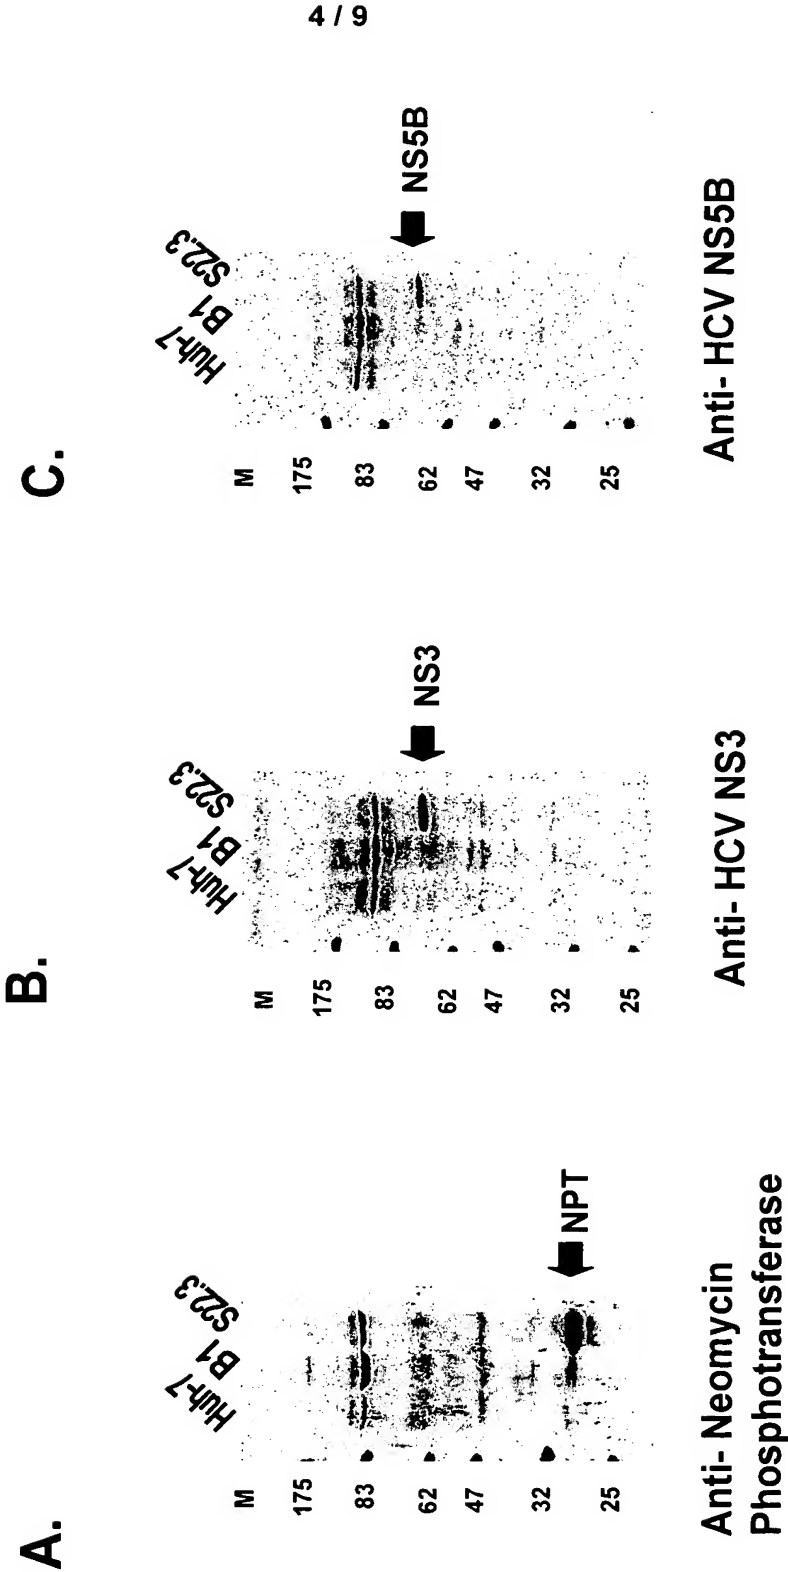 4 / 9
A.
Huh-7 B1 S22.3
M
175
83
62
47
32
25
NPT
Anti- Neomycin
Phosphotransferase
B.
Huh-7 B1 S22.3
M
175
83
62
47
32
25
NS3
Anti- HCV NS3
C.
Huh-7 B1 S22.3
M
175
83
62
47
32
25
NS5B
Anti- HCV NS5B